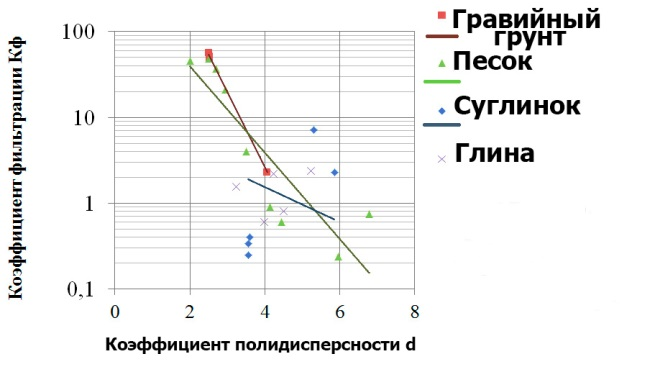 Коэффициент фильтрации Кф
100
10
1
0,1
0 2 4 6 8
Коэффициент полидисперсности d
Гравийный
грунт
Песок
Суглинок
Глина